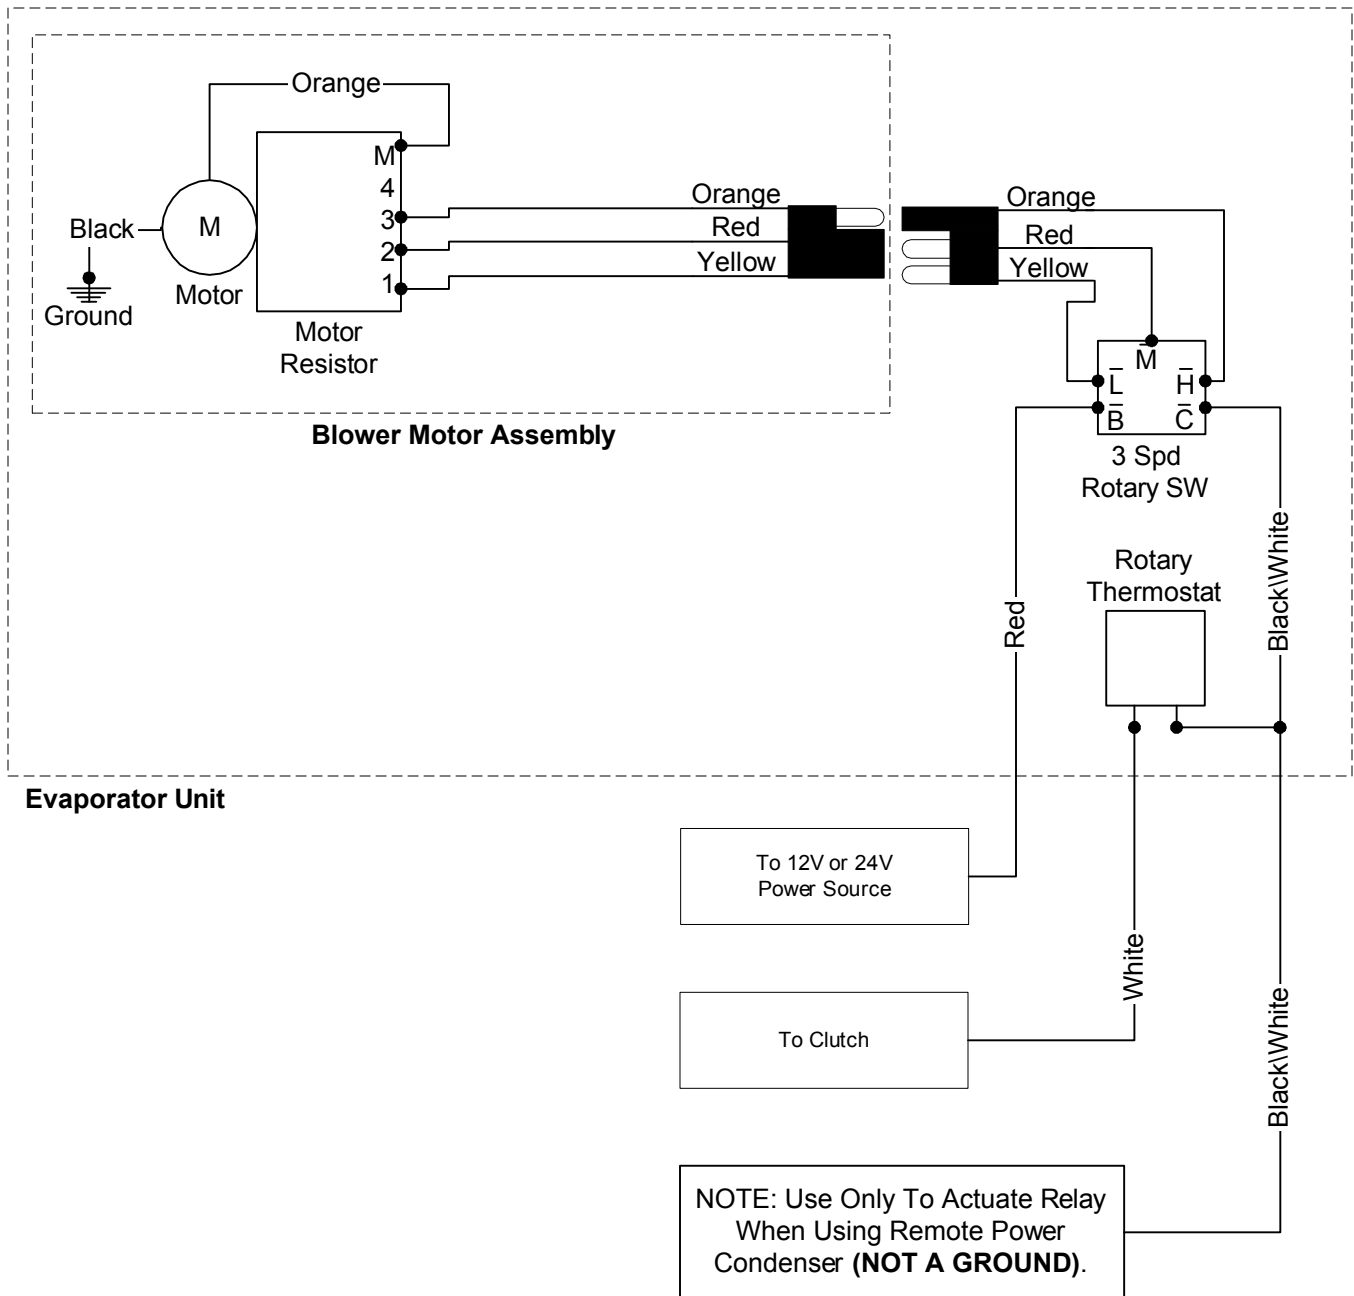 Orange
M
4
3
2
1
Black
M
Motor
Ground
Motor
Resistor
Orange
Red
Yellow
Orange
Red
Yellow
Blower Motor Assembly
M
L
H
B
C
3 Spd
Rotary SW
Red
Black\White
Rotary
Thermostat
Evaporator Unit
To 12V or 24V
Power Source
White
To Clutch
Black\White
NOTE: Use Only To Actuate Relay
When Using Remote Power
Condenser (NOT A GROUND).